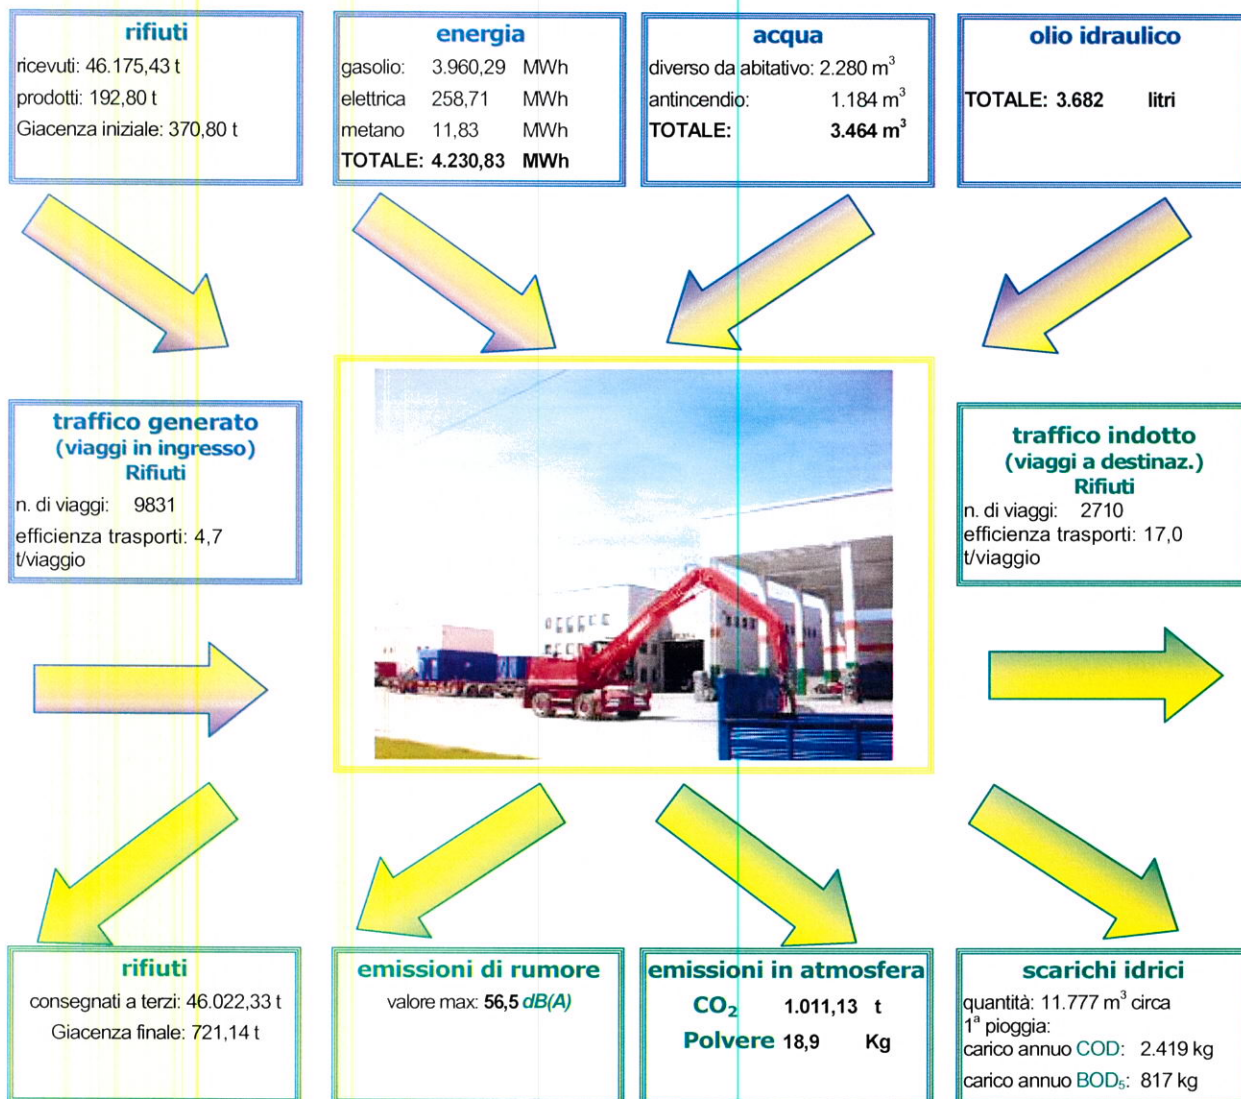 rifiuti
ricevuti: 46.175,43 t
prodotti: 192,80 t
Giacenza iniziale: 370,80 t
energia
gasolio: 3.960,29 MWh
elettrica 258,71 MWh
metano 11,83 MWh
TOTALE: 4.230,83 MWh
acqua
diverso da abitativo: 2.280 m³
antincendio: 1.184 m³
TOTALE: 3.464 m³
olio idraulico
TOTALE: 3.682 litri
traffico generato
(viaggi in ingresso)
Rifiuti
n. di viaggi: 9831
efficienza trasporti: 4,7
t/viaggio
traffico indotto
(viaggi a destinaz.)
Rifiuti
n. di viaggi: 2710
efficienza trasporti: 17,0
t/viaggio
rifiuti
consegnati a terzi: 46.022,33 t
Giacenza finale: 721,14 t
emissioni di rumore
valore max: 56,5 dB(A)
emissioni in atmosfera
CO₂ 1.011,13 t
Polvere 18,9 Kg
scarichi idrici
quantità: 11.777 m³ circa
1ª pioggia:
carico annuo COD: 2.419 kg
carico annuo BOD₅: 817 kg